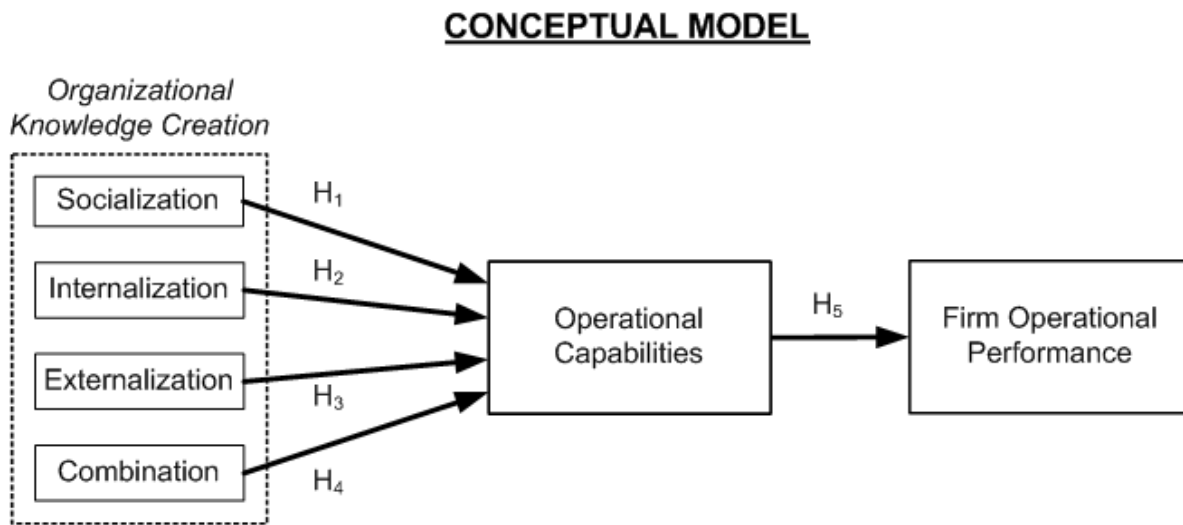 CONCEPTUAL MODEL
Organizational
Knowledge Creation
Socialization
Internalization
Externalization
Combination
H₁
H₂
H₃
H₄
Operational
Capabilities
H₅
Firm Operational
Performance